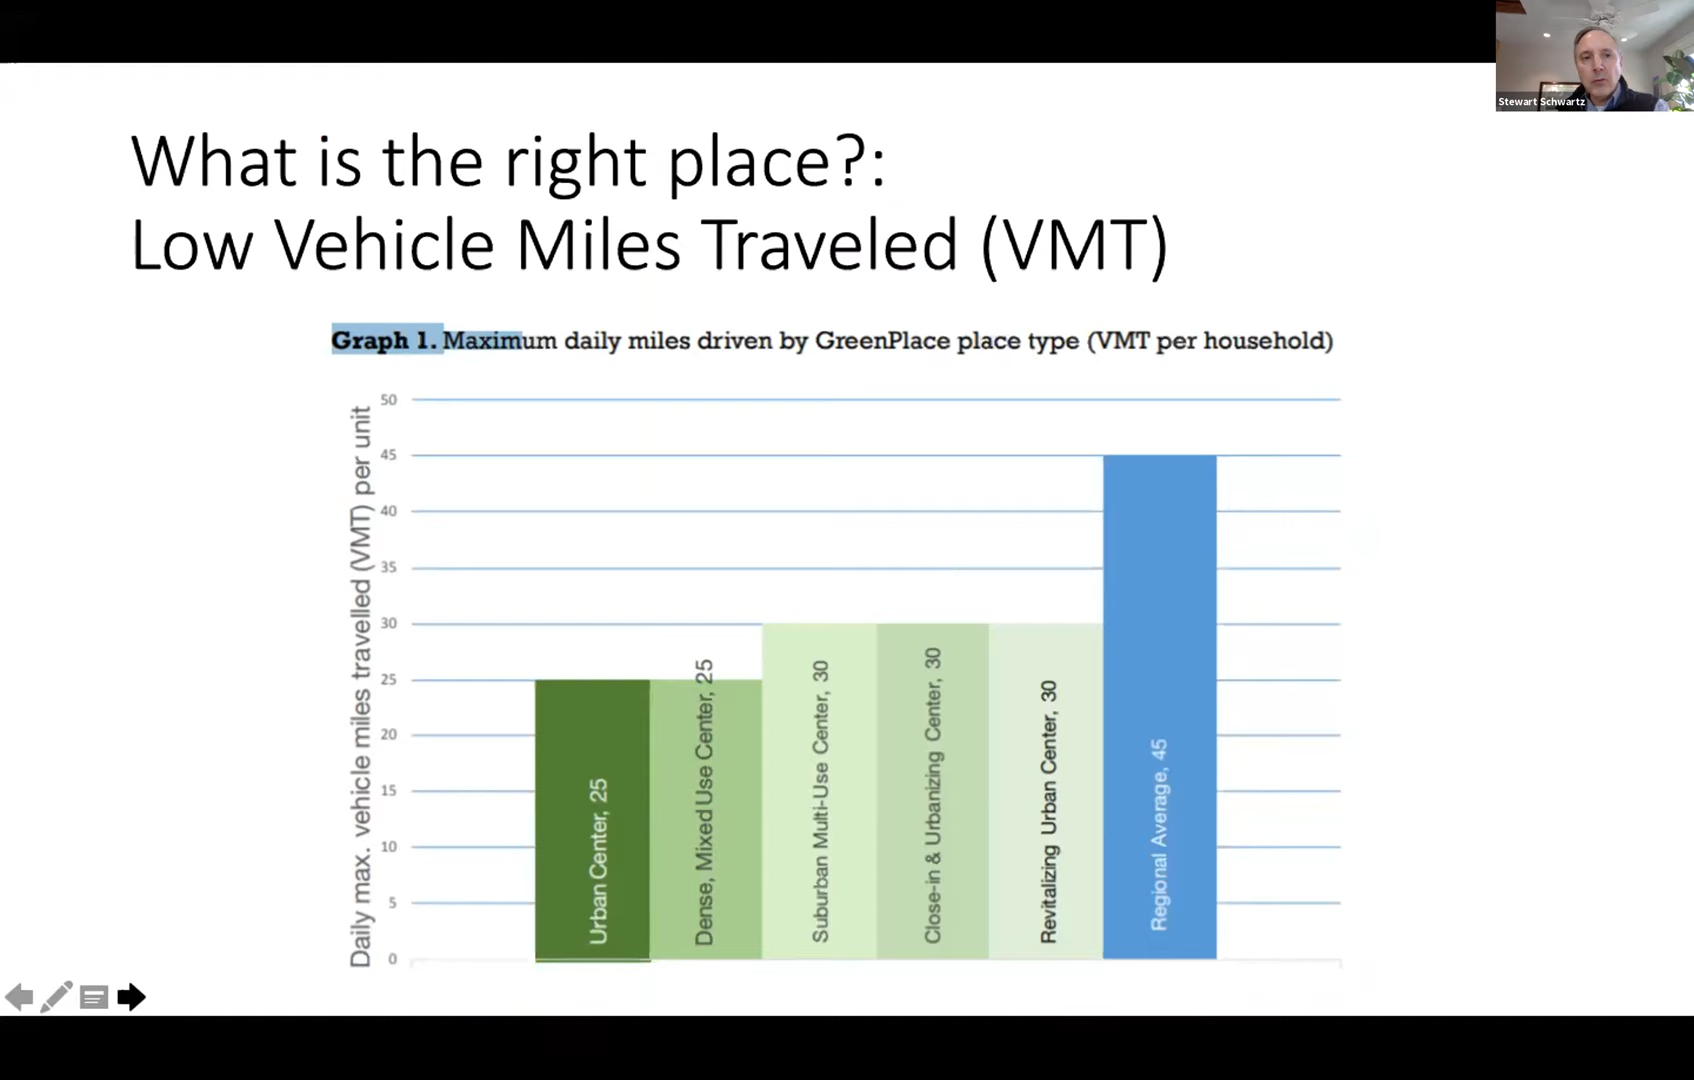 Stewart Schwartz
What is the right place?:
Low Vehicle Miles Traveled (VMT)
Graph 1. Maximum daily miles driven by GreenPlace place type (VMT per household)
Daily max. vehicle miles travelled (VMT) per unit
50
45
40
35
30
25
20
15
10
5
0
Urban Center, 25
Dense, Mixed Use Center, 25
Suburban Multi-Use Center, 30
Close-in & Urbanizing Center, 30
Revitalizing Urban Center, 30
Regional Average, 45